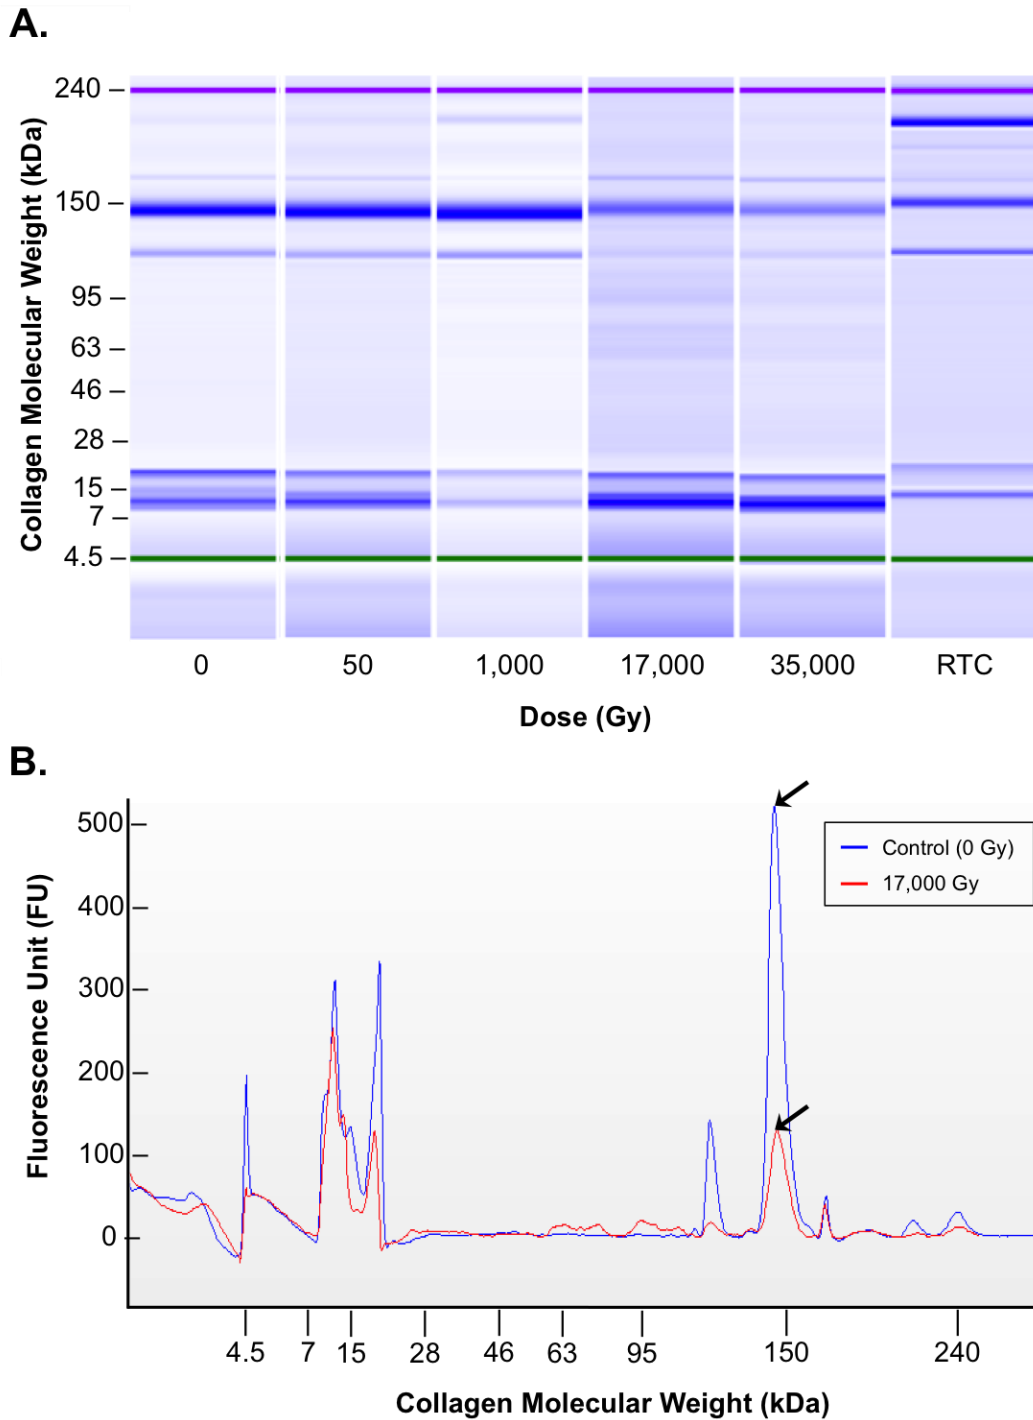 A.
Collagen Molecular Weight (kDa)
240
150
95
63
46
28
15
7
4.5
0 50 1,000 17,000 35,000 RTC
Dose (Gy)
B.
Fluorescence Unit (FU)
500
400
300
200
100
0
Control (0 Gy)
17,000 Gy
4.5 7 15 28 46 63 95 150 240
Collagen Molecular Weight (kDa)